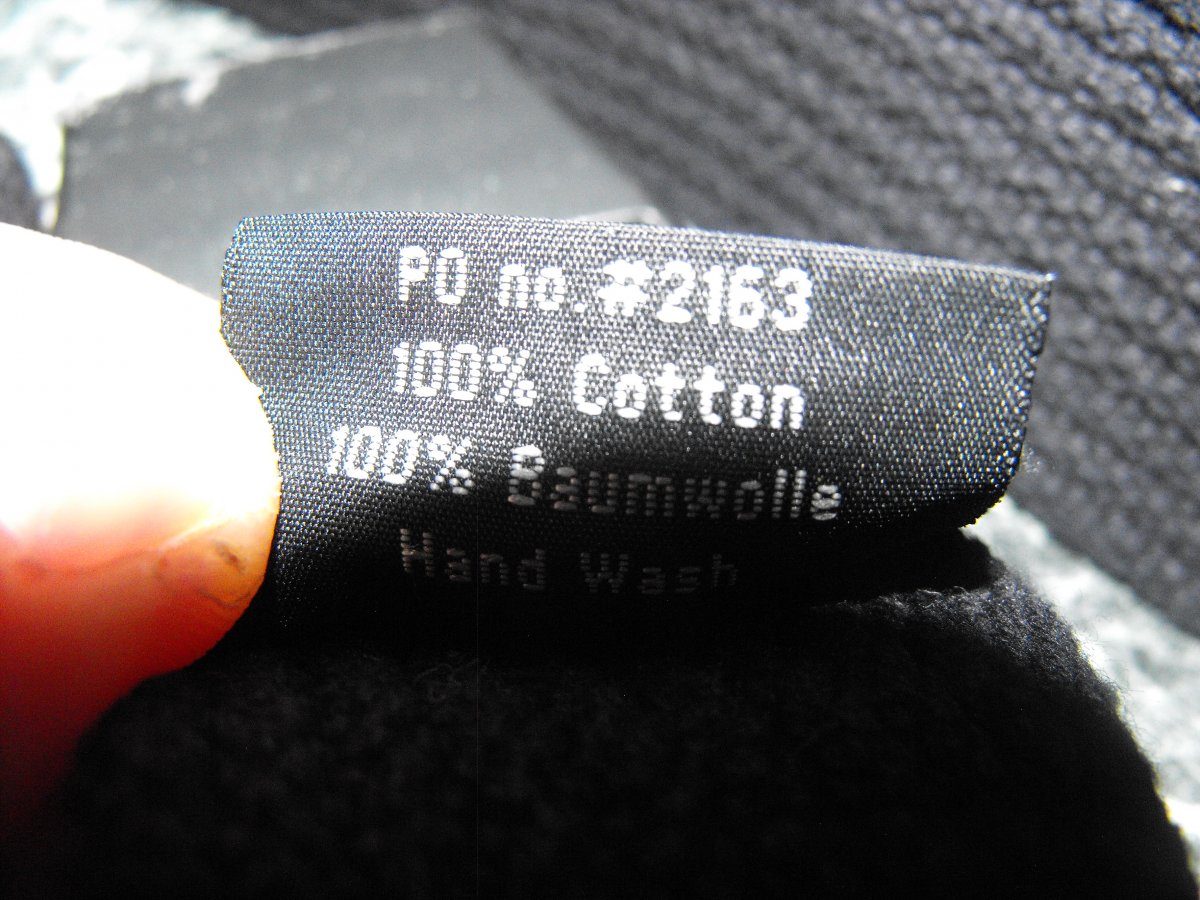 PO no.#2163
100% Cotton
100% Baumwolle
Hand Wash